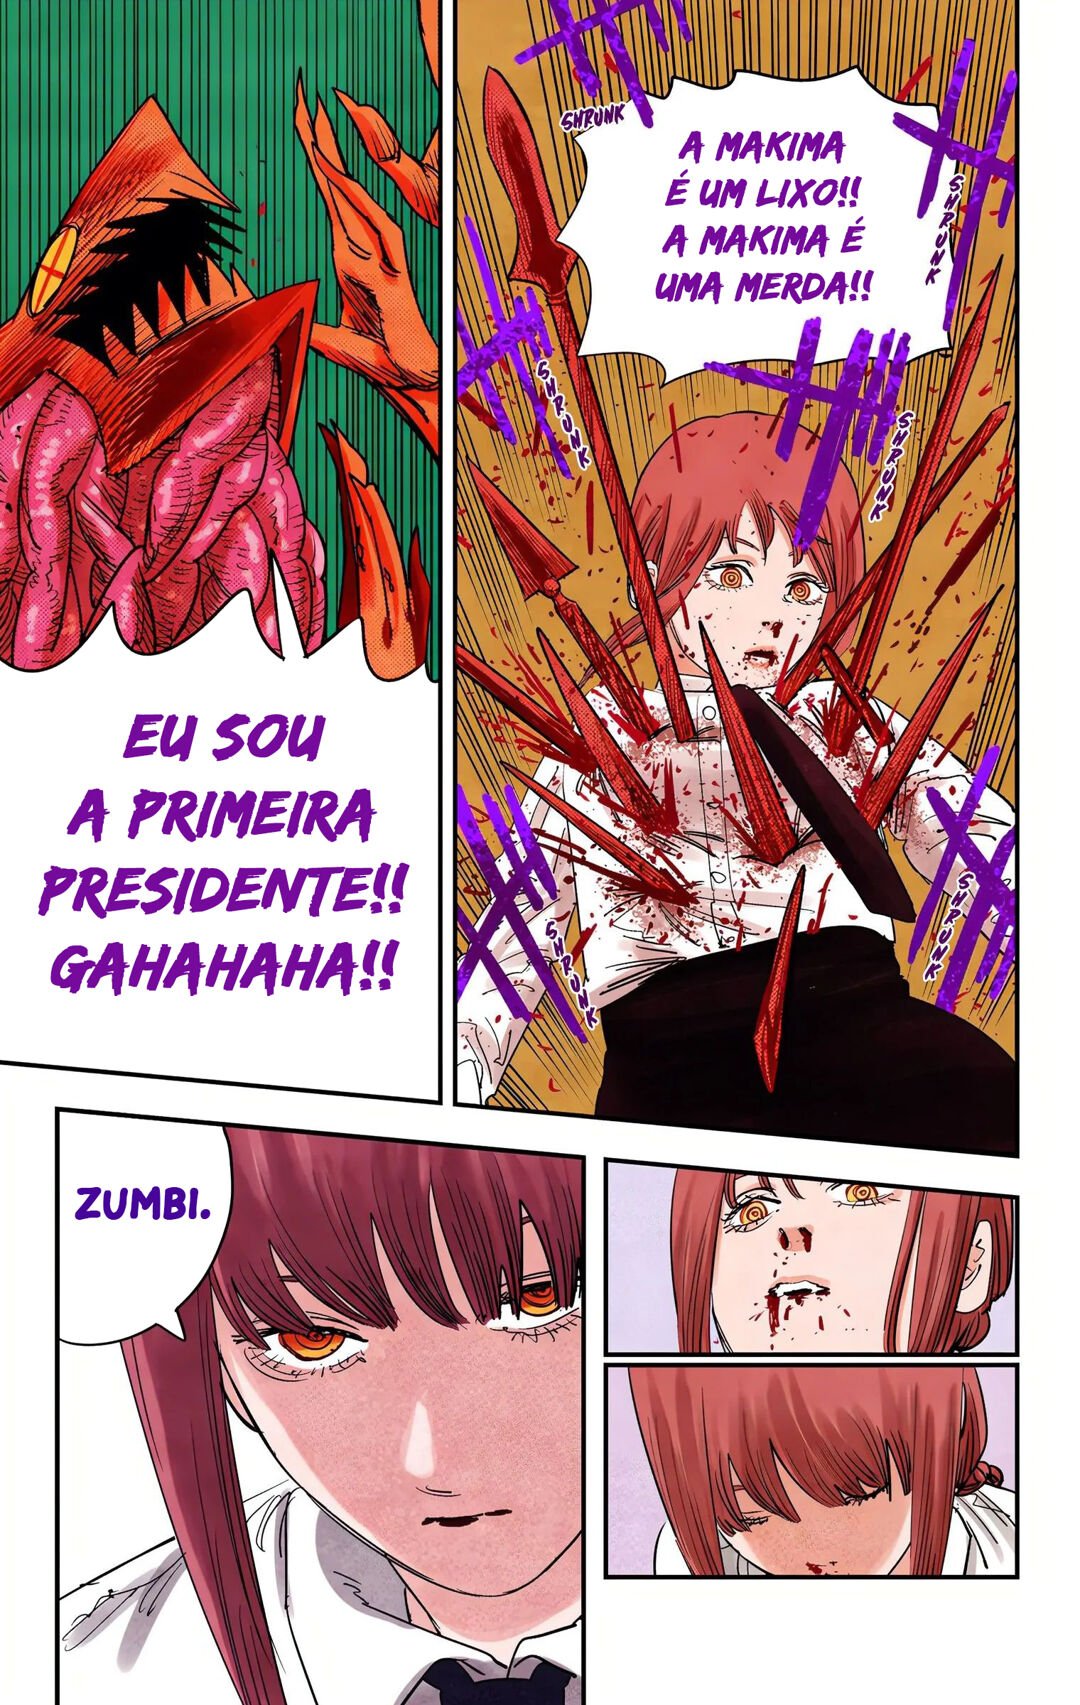 SHRUNK
A MAKIMA
É UM LIXO!!
A MAKIMA É
UMA MERDA!!
SHRUNK
SHRUNK
SHRUNK
SHRUNK
SHRUNK
EU SOU
A PRIMEIRA
PRESIDENTE!!
GAHAHAHA!!
ZUMBI.